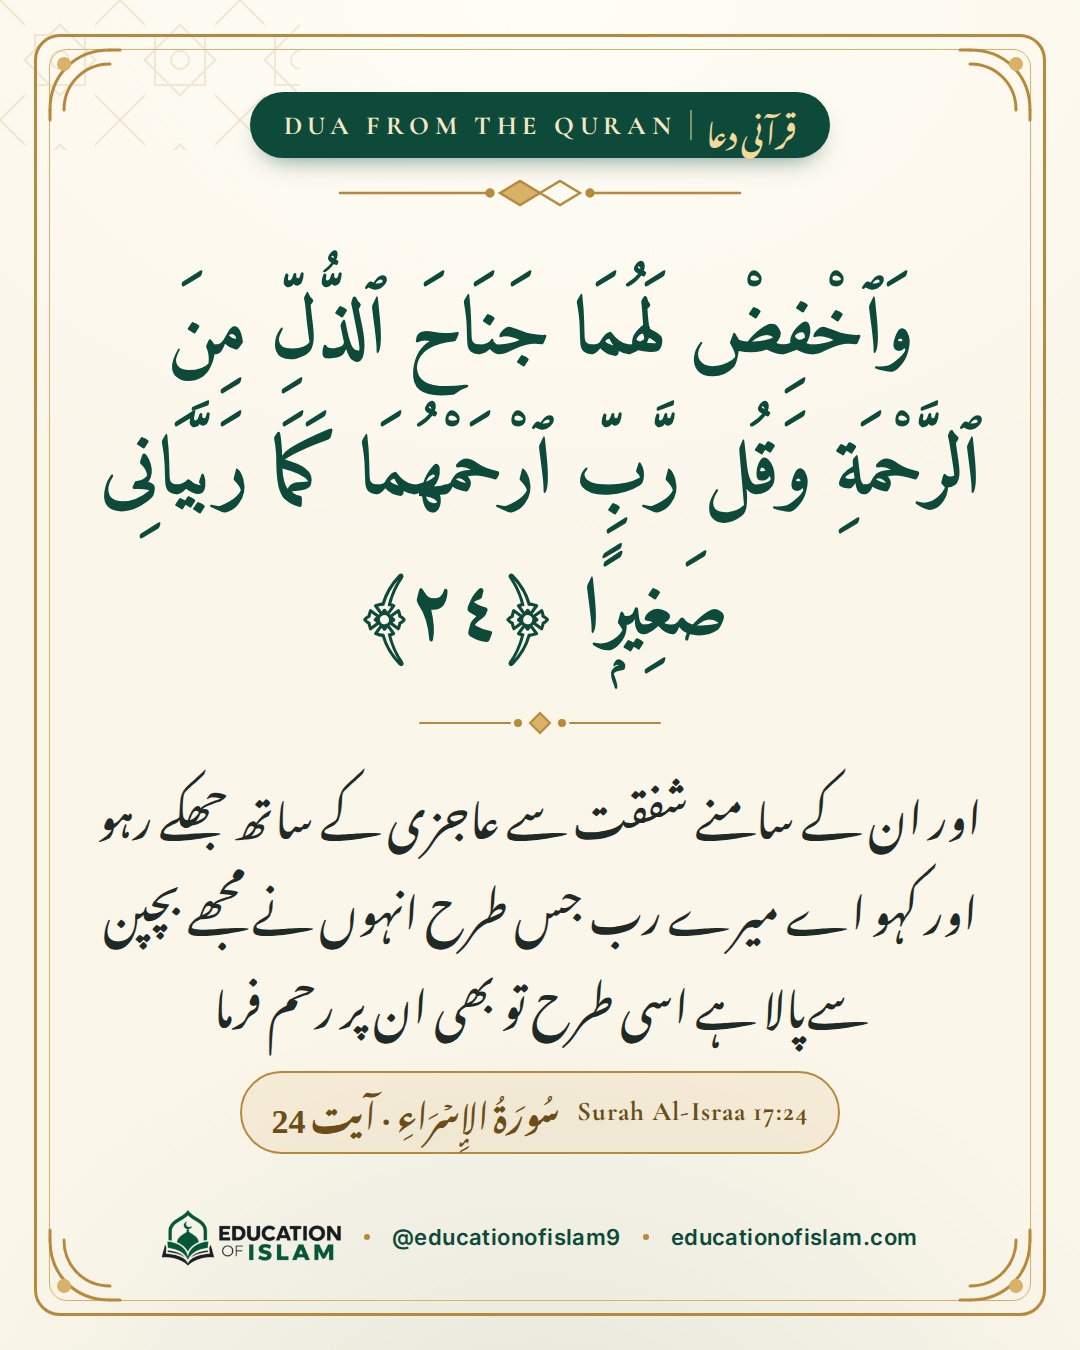 DUA FROM THE QURAN | قرآنی دعا
وَٱخْفِضْ لَهُمَا جَنَاحَ ٱلذُّلِّ مِنَ
ٱلرَّحْمَةِ وَقُل رَّبِّ ٱرْحَمْهُمَا كَمَا رَبَّيَانِى
صَغِيرًۭا ﴿٢٤﴾
اور ان کے سامنے شفقت سے عاجزی کے ساتھ جھکے رہو
اور کہو اے میرے رب جس طرح انہوں نے مجھے بچپن
سے پالا ہے اسی طرح تو بھی ان پر رحم فرما
سُورَةُ الإِسۡرَاءِ · آیت 24 Surah Al-Israa 17:24
EDUCATION OF ISLAM • @educationofislam9 • educationofislam.com